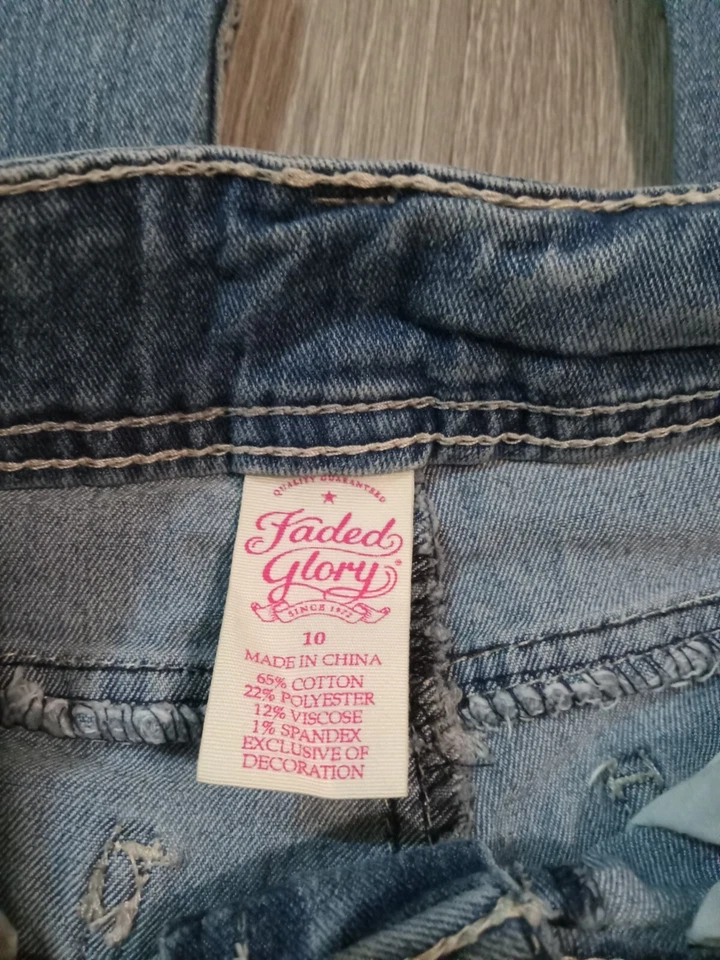 QUALITY GUARANTEED
Faded
Glory®
SINCE 1972
10
MADE IN CHINA
65% COTTON
22% POLYESTER
12% VISCOSE
1% SPANDEX
EXCLUSIVE OF
DECORATION